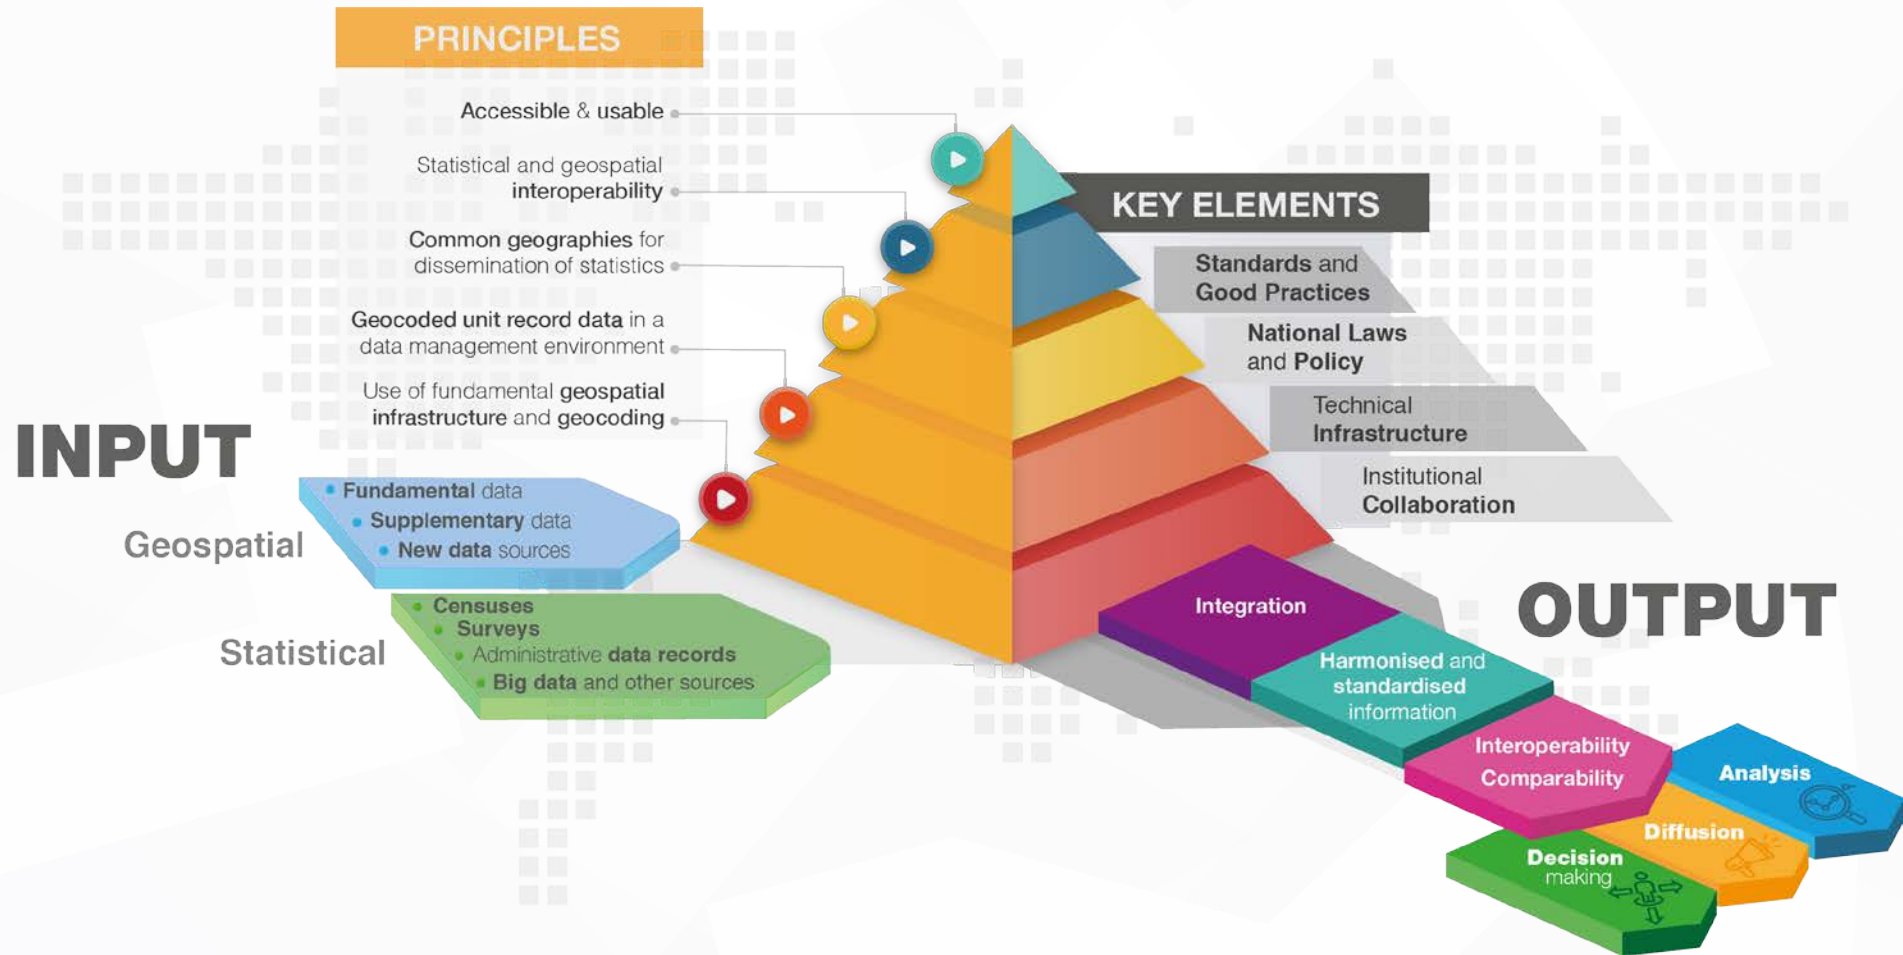 PRINCIPLES
Accessible & usable
Statistical and geospatial
interoperability
Common geographies for
dissemination of statistics
Geocoded unit record data in a
data management environment
Use of fundamental geospatial
infrastructure and geocoding
KEY ELEMENTS
Standards and
Good Practices
National Laws
and Policy
Technical
Infrastructure
Institutional
Collaboration
INPUT
Geospatial
Fundamental data
Supplementary data
New data sources
Statistical
Censuses
Surveys
Administrative data records
Big data and other sources
OUTPUT
Integration
Harmonised and
standardised
information
Interoperability
Comparability
Analysis
Diffusion
Decision
making